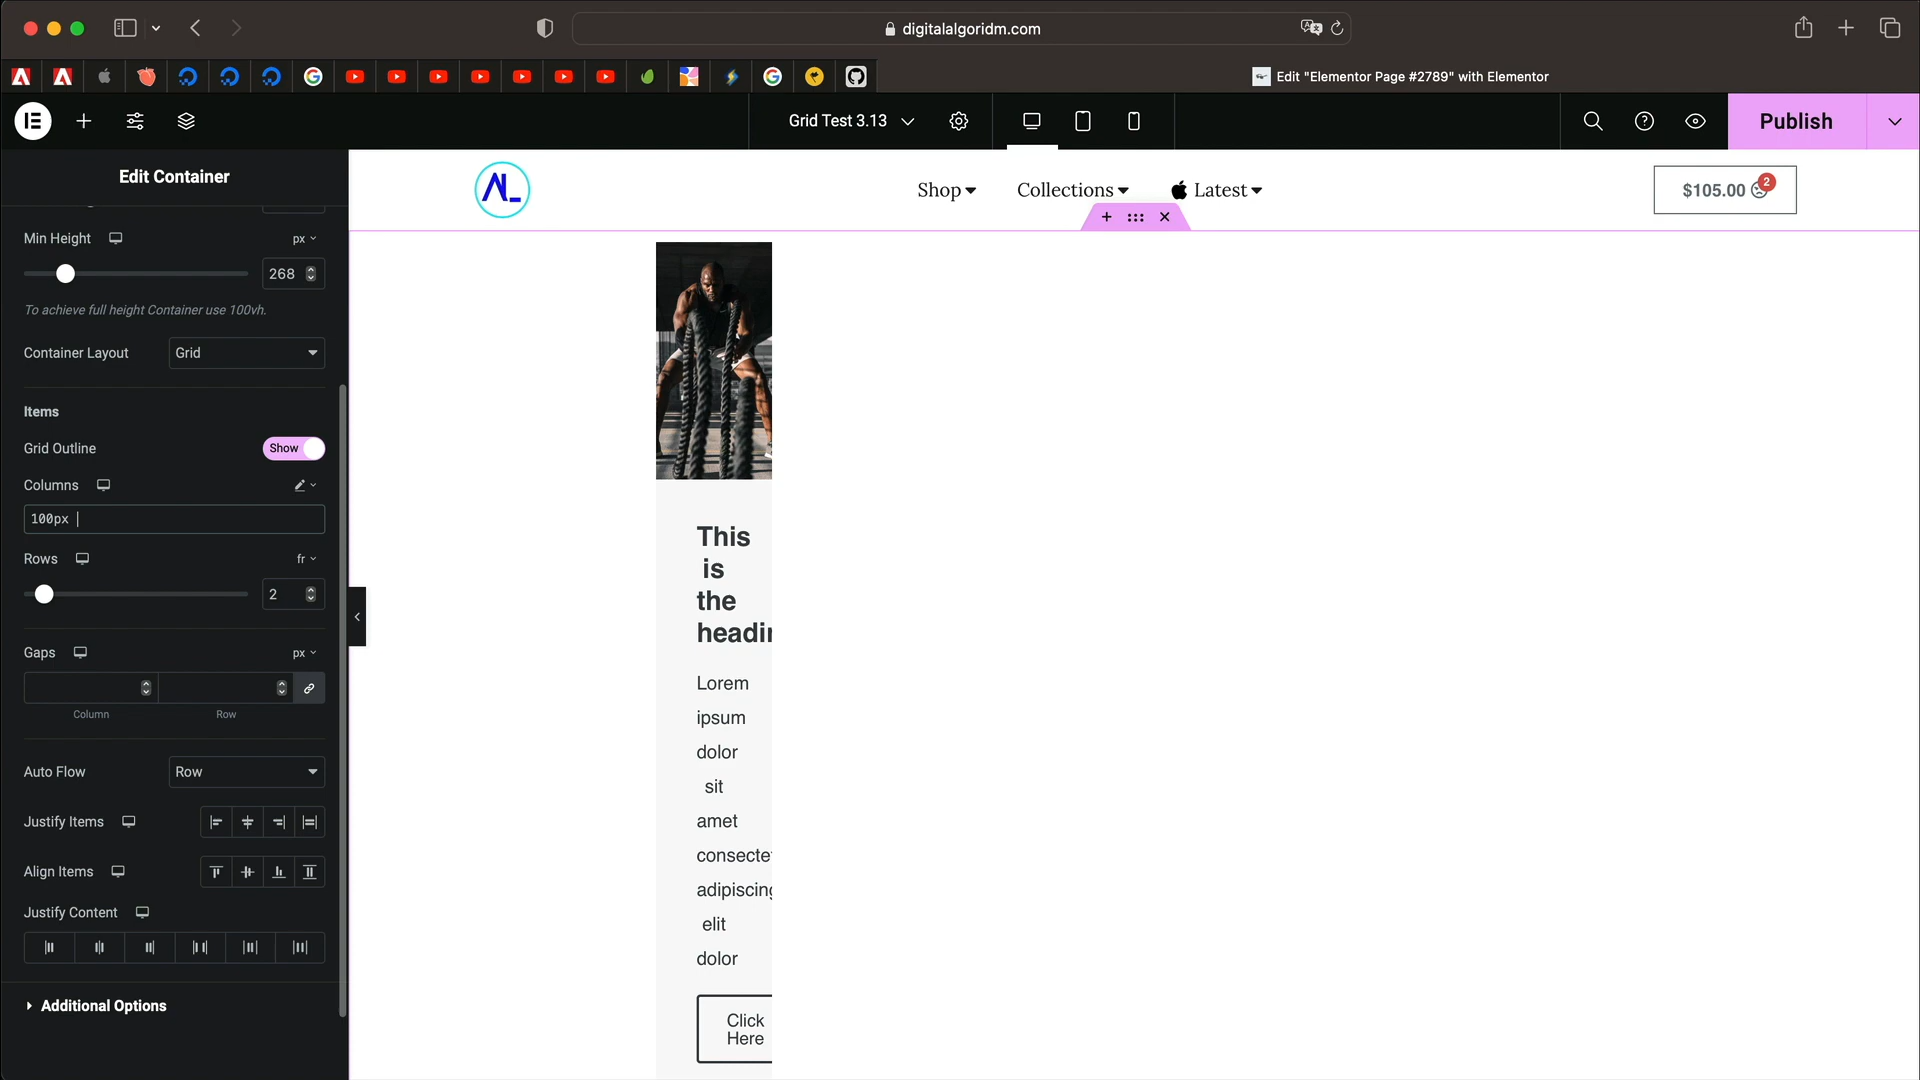 digitalalgoridm.com
Edit "Elementor Page #2789" with Elementor
Grid Test 3.13
Publish
Edit Container
Shop
Collections
Latest
$105.00
2
Min Height
px
268
To achieve full height Container use 100vh.
Container Layout
Grid
Items
Grid Outline
Show
Columns
100px
Rows
fr
2
Gaps
px
Column
Row
Auto Flow
Row
Justify Items
Align Items
Justify Content
Additional Options
This
is
the
headin
Lorem
ipsum
dolor
sit
amet
consectet
adipiscing
elit
dolor
Click
Here